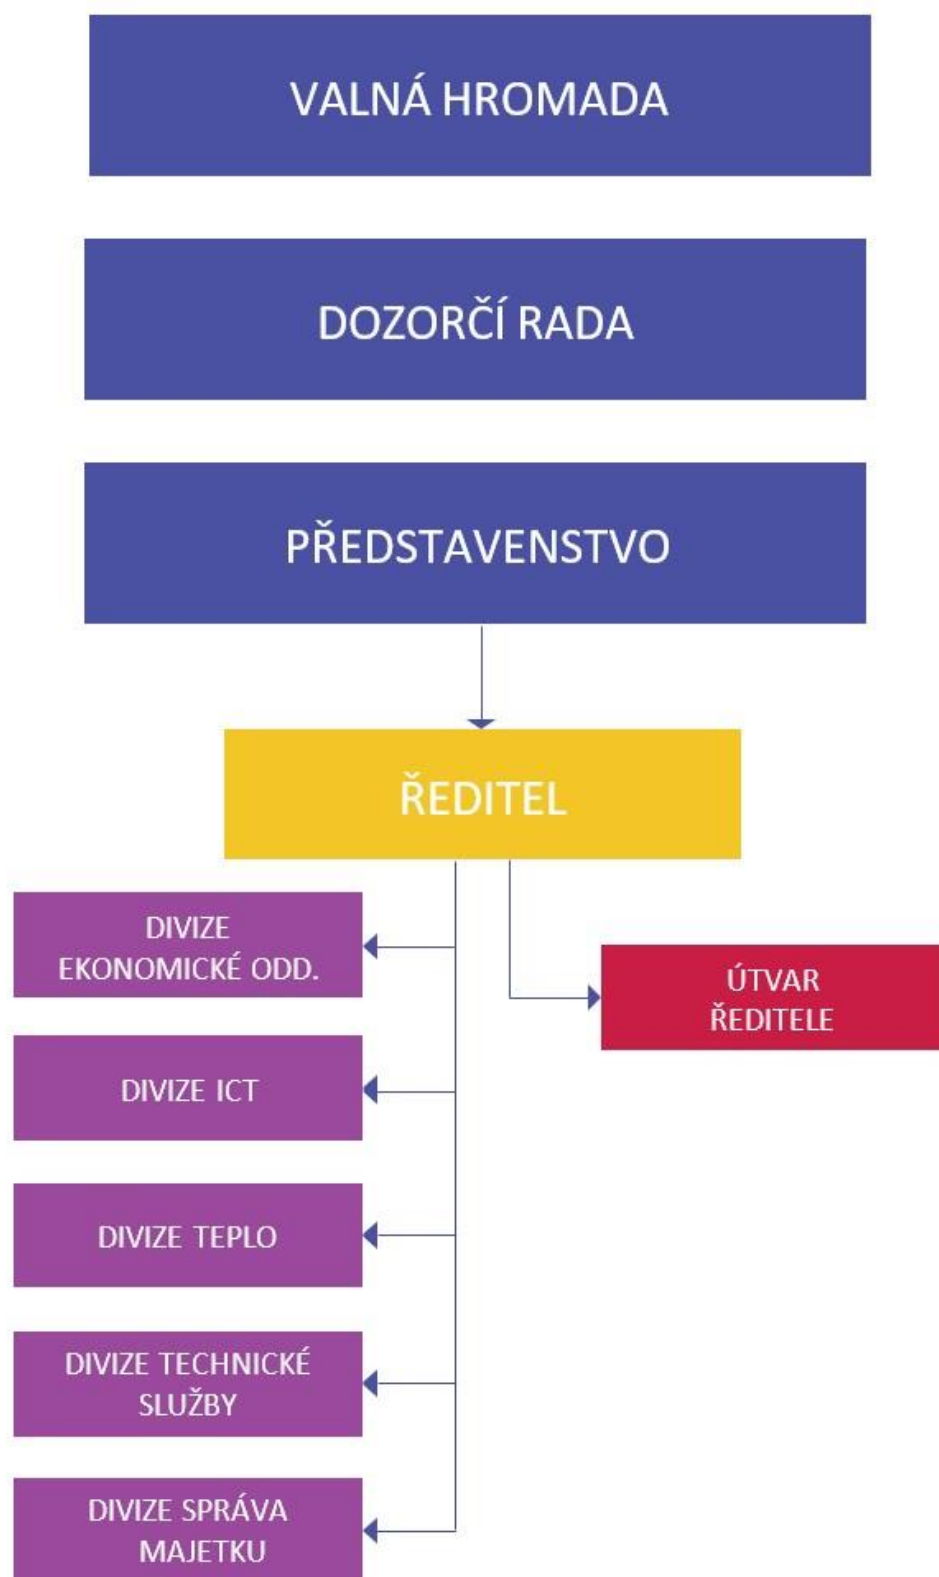 VALNÁ HROMADA
DOZORČÍ RADA
PŘEDSTAVENSTVO
ŘEDITEL
DIVIZE
EKONOMICKÉ ODD.
ÚTVAR
ŘEDITELE
DIVIZE ICT
DIVIZE TEPLO
DIVIZE TECHNICKÉ
SLUŽBY
DIVIZE SPRÁVA
MAJETKU